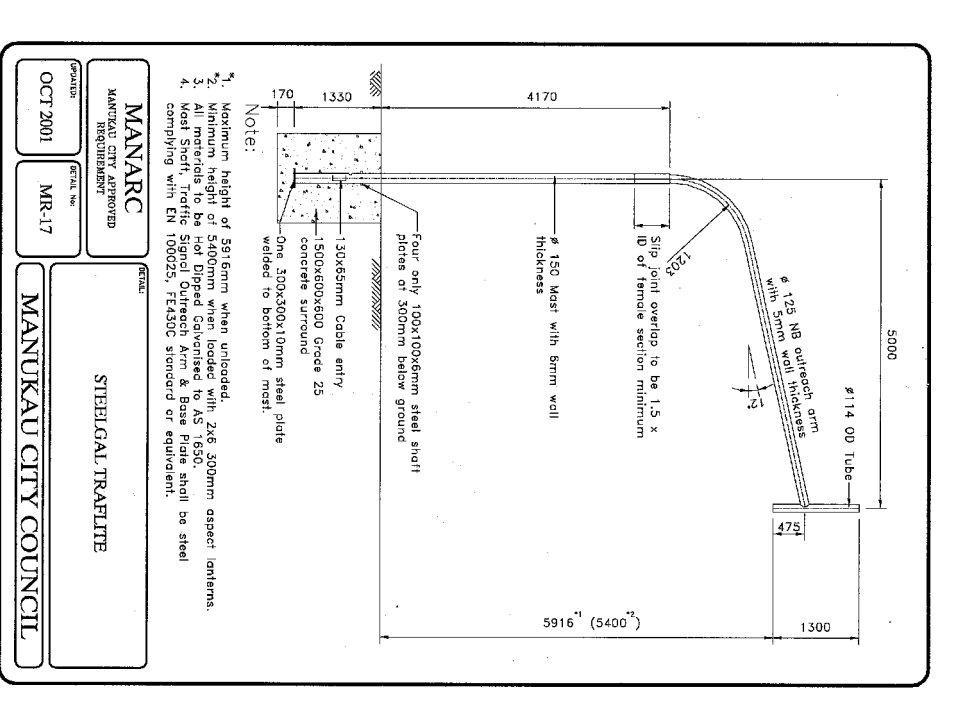 5000
ø114 OD Tube
ø 125 NB outreach arm
with 5mm wall thickness
12°
1203
475
1300
5916*1 (5400*2)
4170
1330
170
Slip joint overlap to be 1.5 x
ID of female section minimum
ø 150 Mast with 6mm wall
thickness
Four only 100x100x6mm steel shaft
plates at 300mm below ground
130x65mm Cable entry
1500x600x600 Grade 25
concrete surround
One 300x300x10mm steel plate
welded to bottom of mast.
Note:
*1. Maximum height of 5916mm when unloaded.
*2. Minimum height of 5400mm when loaded with 2x6 300mm aspect lanterns.
3. All materials to be Hot Dipped Galvanised to AS 1650.
4. Mast Shaft, Traffic Signal Outreach Arm & Base Plate shall be steel
complying with EN 100025, FE430C standard or equivalent.
MANARC
MANUKAU CITY APPROVED
REQUIREMENT
DETAIL:
STEELGAL TRAFLITE
UPDATED:
OCT 2001
DETAIL No:
MR-17
MANUKAU CITY COUNCIL